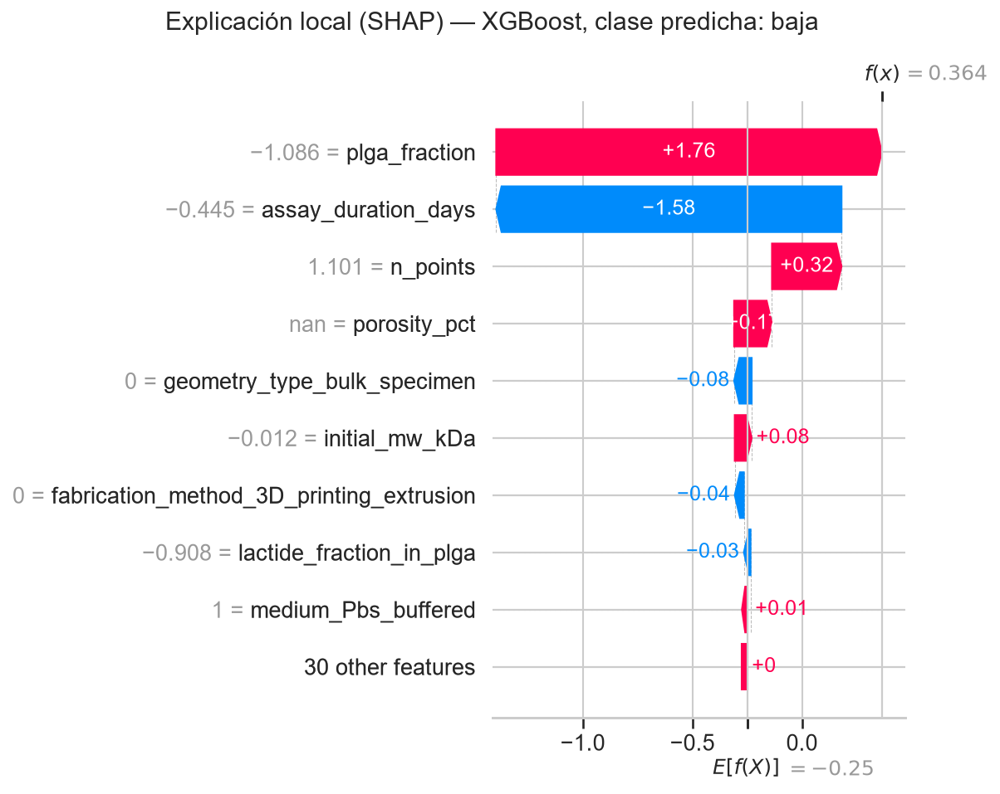 Explicación local (SHAP) — XGBoost, clase predicha: baja
f(x) = 0.364
−1.086 = plga_fraction
+1.76
−0.445 = assay_duration_days
−1.58
1.101 = n_points
+0.32
nan = porosity_pct
0 = geometry_type_bulk_specimen
−0.08
−0.012 = initial_mw_kDa
+0.08
0 = fabrication_method_3D_printing_extrusion
−0.04
−0.908 = lactide_fraction_in_plga
−0.03
1 = medium_Pbs_buffered
+0.01
30 other features
+0
−1.0 −0.5 0.0
E[f(X)] = −0.25